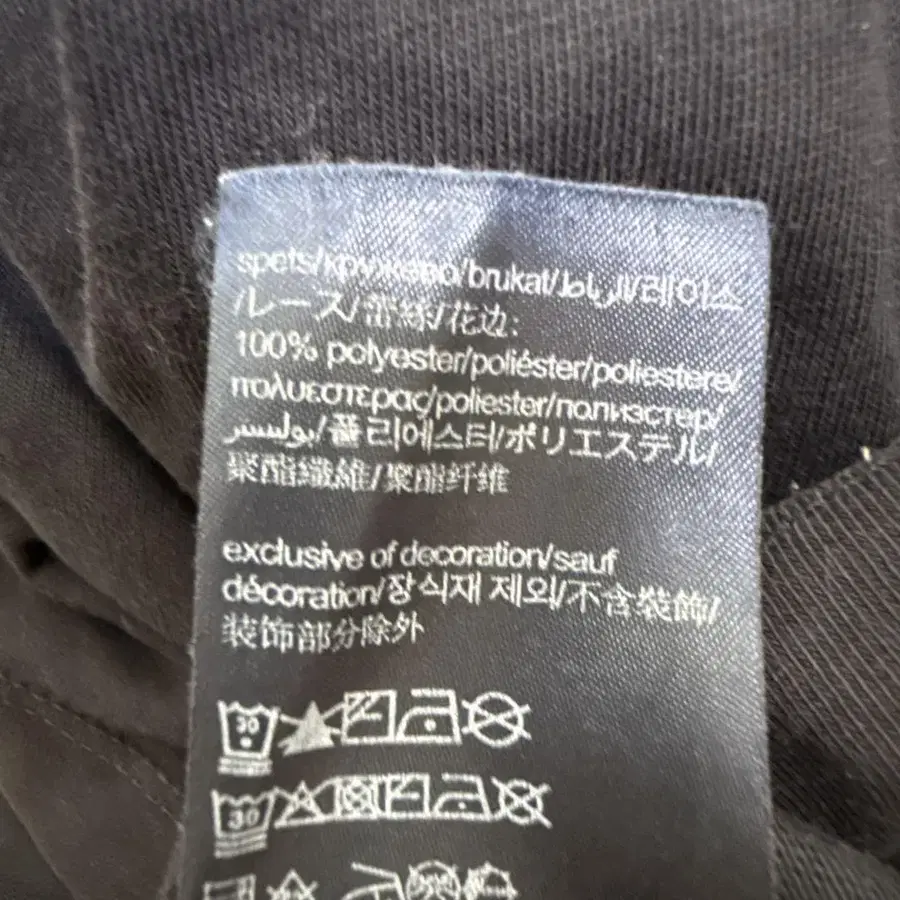 spets/кружево/brukat/الرباط/레이스
/レース/蕾絲/花边:
100% polyester/poliéster/poliestere/
πολυεστερας/poliester/полиэстер/
بوليستر/폴리에스터/ポリエステル/
聚酯纖維/聚酯纤维
exclusive of decoration/sauf
décoration/장식재 제외/不含裝飾/
装饰部分除外
30
30